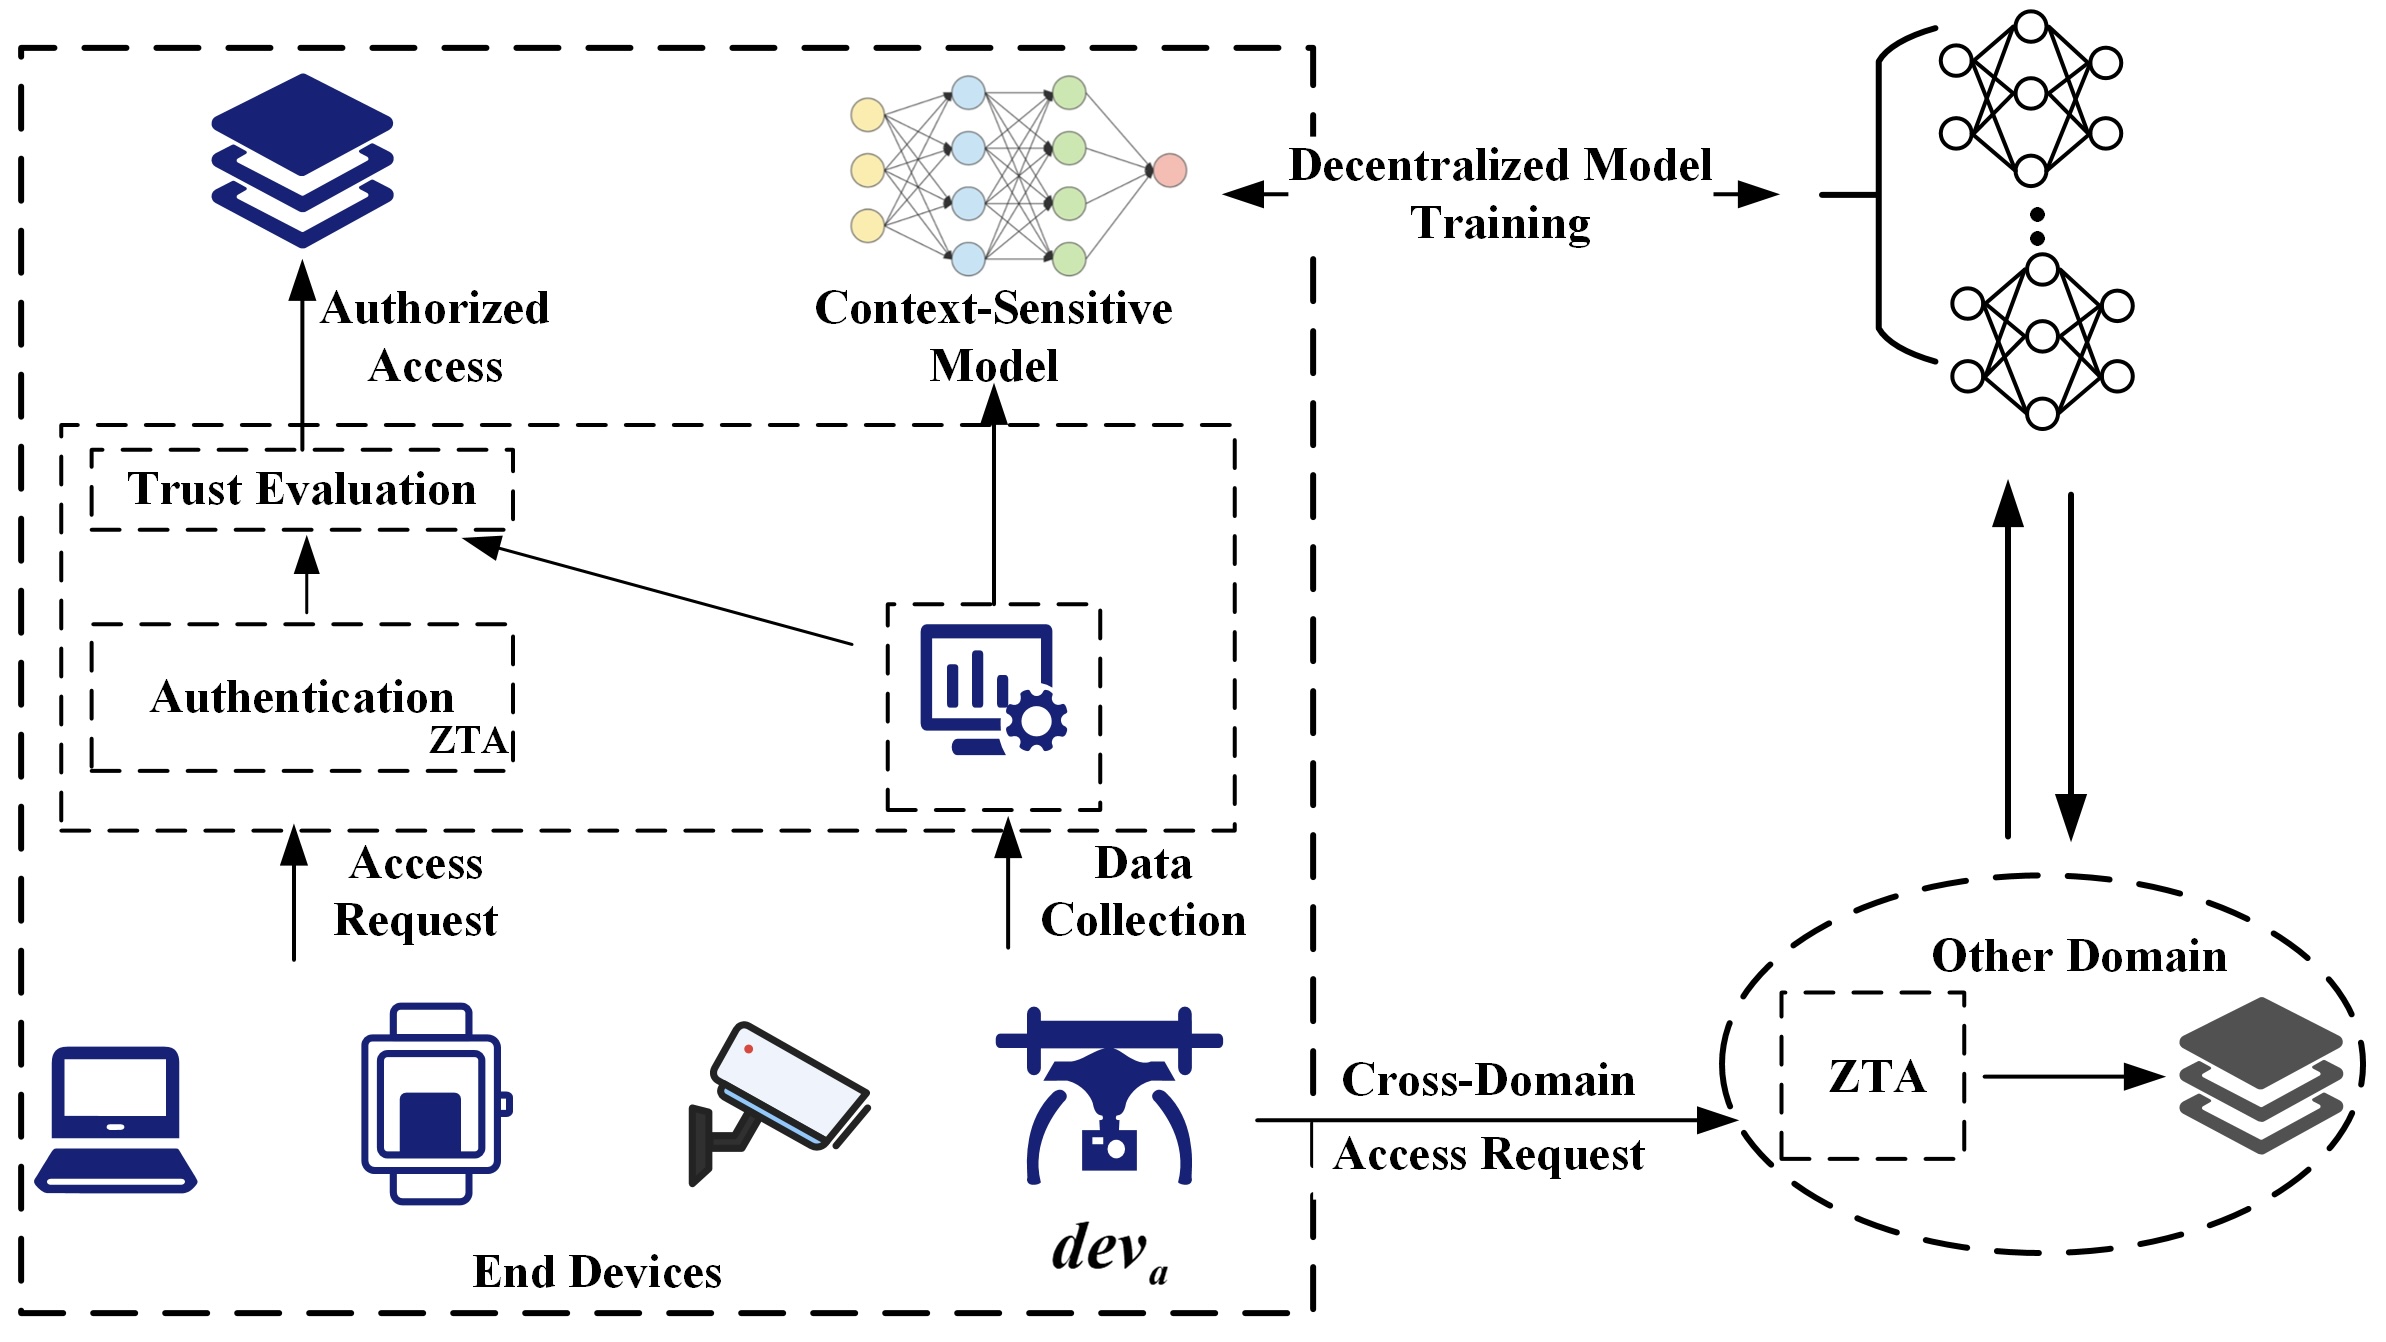 Decentralized Model
Training
Authorized
Access
Context-Sensitive
Model
Trust Evaluation
Authentication
ZTA
Access
Request
Data
Collection
Other Domain
ZTA
Cross-Domain
Access Request
dev a
End Devices